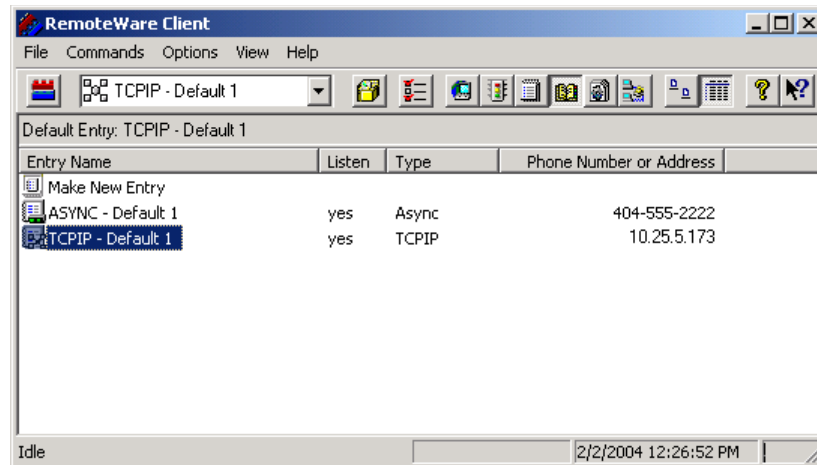 RemoteWare Client
File Commands Options View Help
TCPIP - Default 1
Default Entry: TCPIP - Default 1
Entry Name Listen Type Phone Number or Address
Make New Entry
ASYNC - Default 1 yes Async 404-555-2222
TCPIP - Default 1 yes TCPIP 10.25.5.173
Idle 2/2/2004 12:26:52 PM